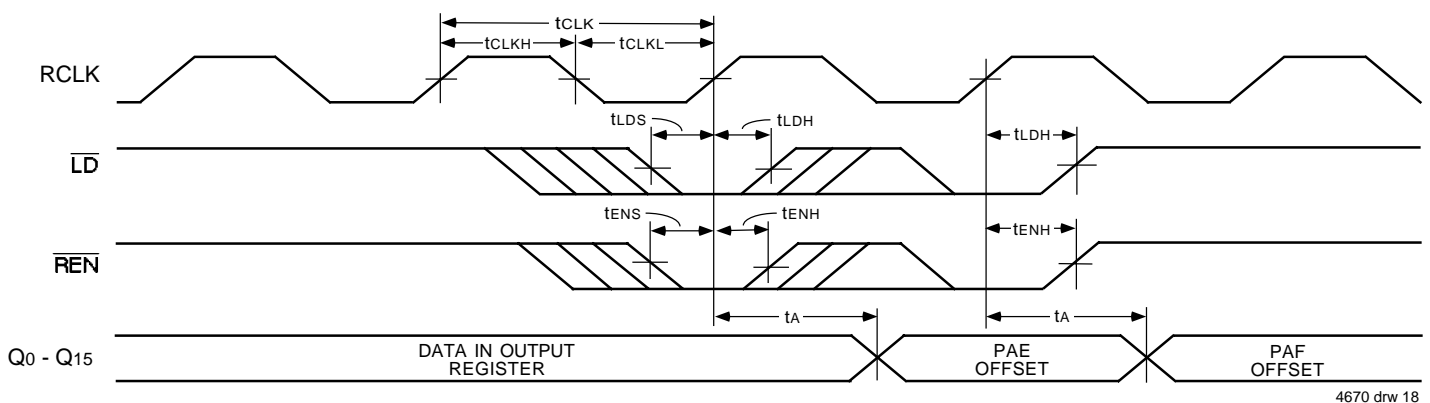 tCLK
tCLKH
tCLKL
RCLK
tLDS
tLDH
tLDH
LD
tENS
tENH
tENH
REN
tA
tA
Q0 - Q15
DATA IN OUTPUT
REGISTER
PAE
OFFSET
PAF
OFFSET
4670 drw 18